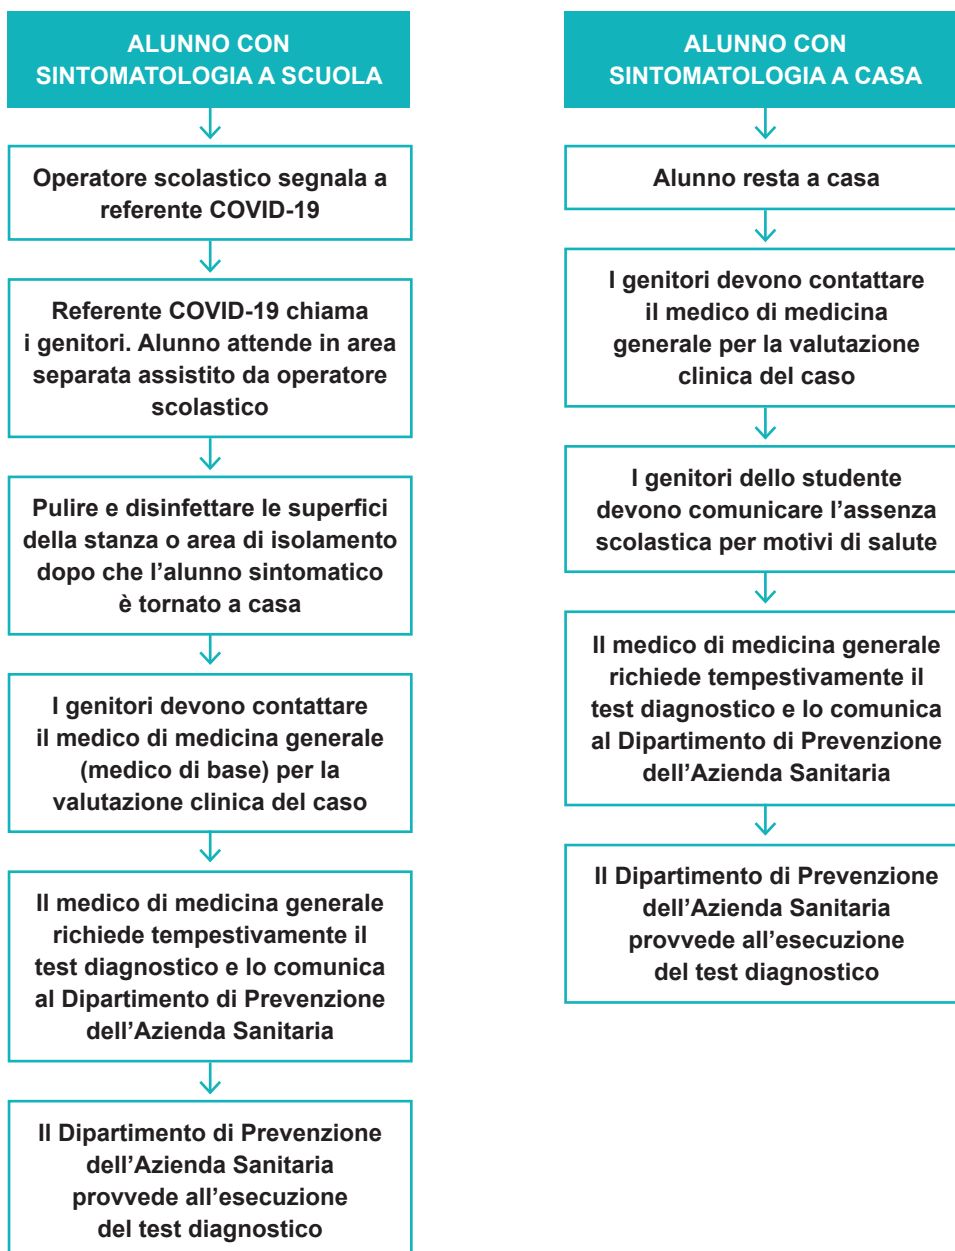 ALUNNO CON
SINTOMATOLOGIA A SCUOLA
Operatore scolastico segnala a
referente COVID-19
Referente COVID-19 chiama
i genitori. Alunno attende in area
separata assistito da operatore
scolastico
Pulire e disinfettare le superfici
della stanza o area di isolamento
dopo che l’alunno sintomatico
è tornato a casa
I genitori devono contattare
il medico di medicina generale
(medico di base) per la
valutazione clinica del caso
Il medico di medicina generale
richiede tempestivamente il
test diagnostico e lo comunica
al Dipartimento di Prevenzione
dell’Azienda Sanitaria
Il Dipartimento di Prevenzione
dell’Azienda Sanitaria
provvede all’esecuzione
del test diagnostico
ALUNNO CON
SINTOMATOLOGIA A CASA
Alunno resta a casa
I genitori devono contattare
il medico di medicina
generale per la valutazione
clinica del caso
I genitori dello studente
devono comunicare l’assenza
scolastica per motivi di salute
Il medico di medicina generale
richiede tempestivamente il
test diagnostico e lo comunica
al Dipartimento di Prevenzione
dell’Azienda Sanitaria
Il Dipartimento di Prevenzione
dell’Azienda Sanitaria
provvede all’esecuzione
del test diagnostico